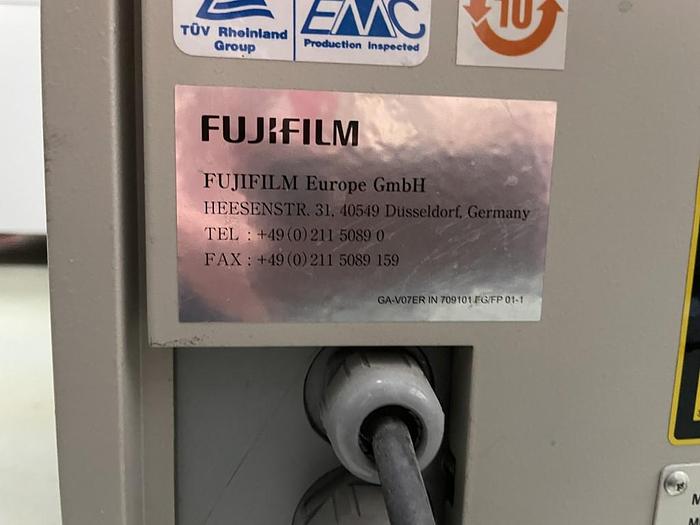 TÜV Rheinland
Group
EMC
Production Inspected
10
FUJIFILM
FUJIFILM Europe GmbH
HEESENSTR. 31, 40549 Dusseldorf, Germany
TEL : +49(0)211 5089 0
FAX : +49(0)211 5089 159
GA-V07ER IN 709101 FG/FP 01-1